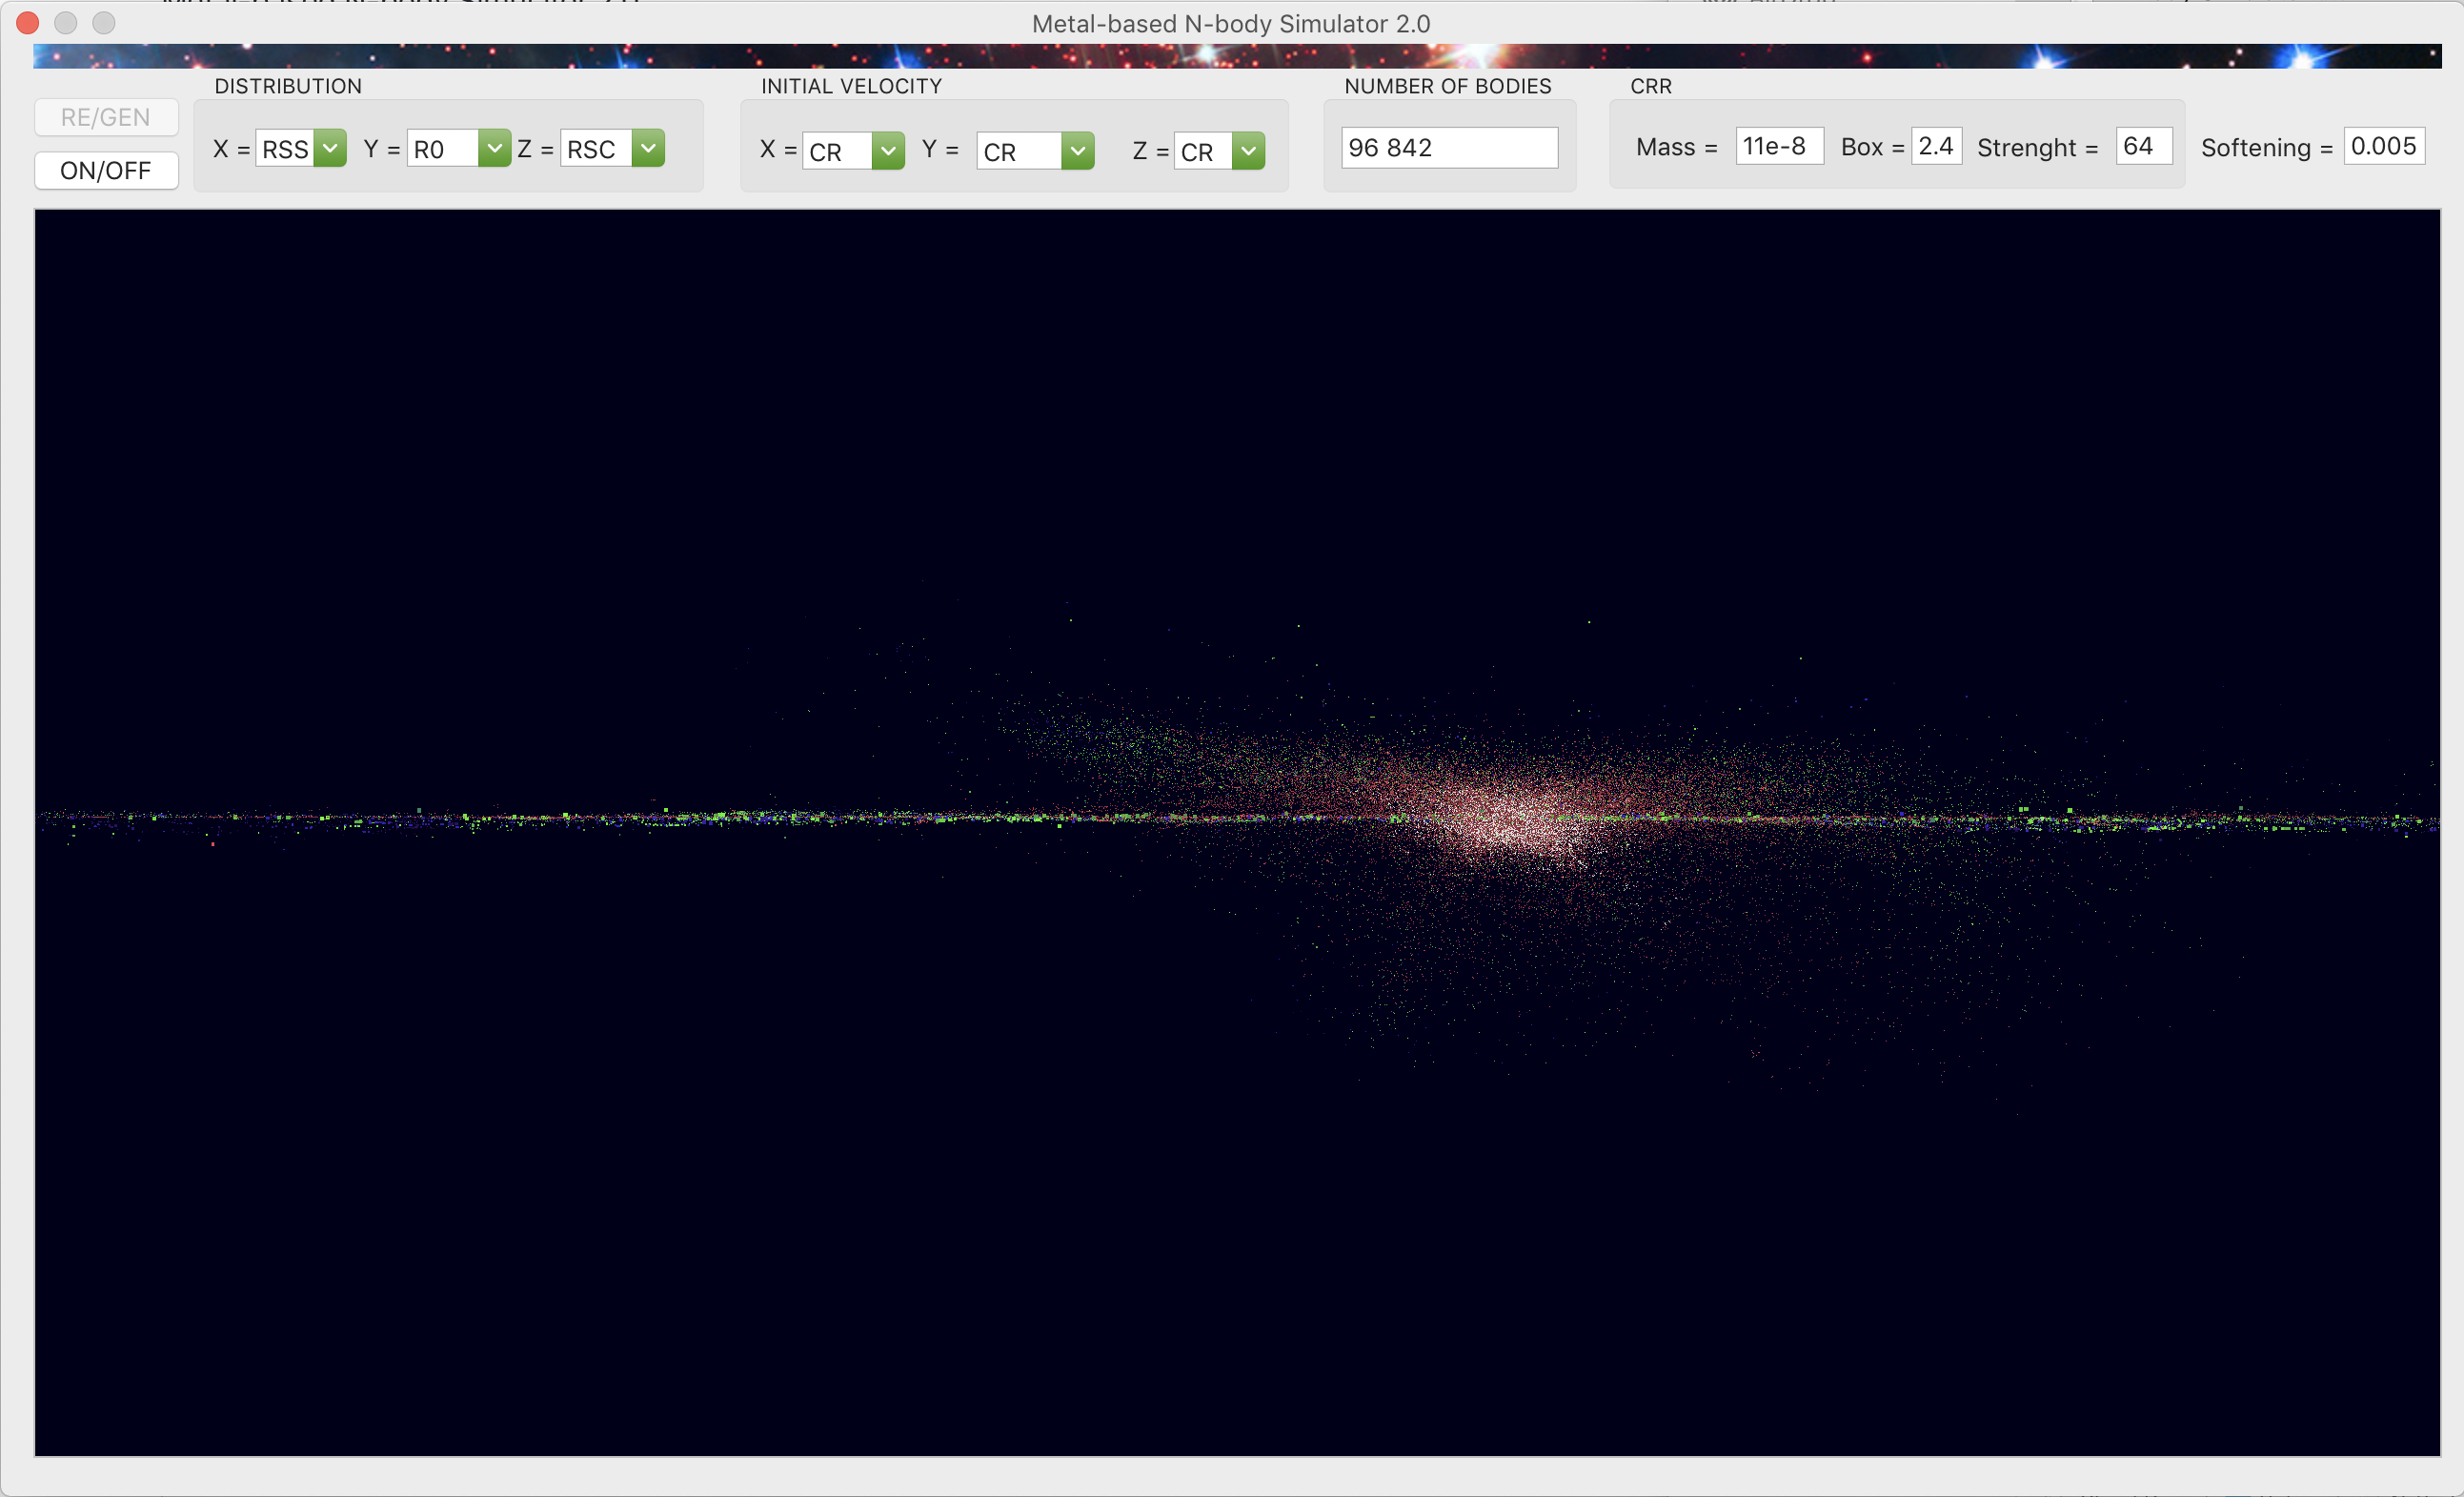 Metal-based N-body Simulator 2.0
DISTRIBUTION INITIAL VELOCITY NUMBER OF BODIES CRR
RE/GEN
X = RSS Y = R0 Z = RSC X = CR Y = CR Z = CR 96 842 Mass = 11e-8 Box = 2.4 Strenght = 64 Softening = 0.005
ON/OFF